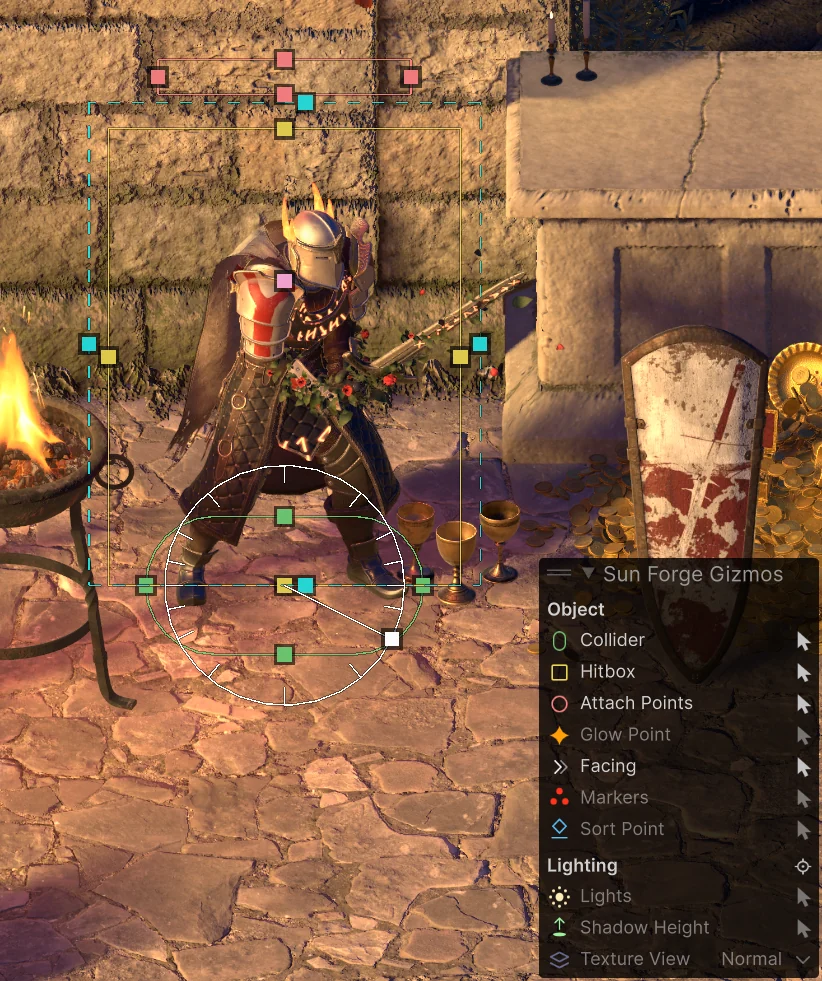 Sun Forge Gizmos
Object
Collider
Hitbox
Attach Points
Glow Point
Facing
Markers
Sort Point
Lighting
Lights
Shadow Height
Texture View Normal